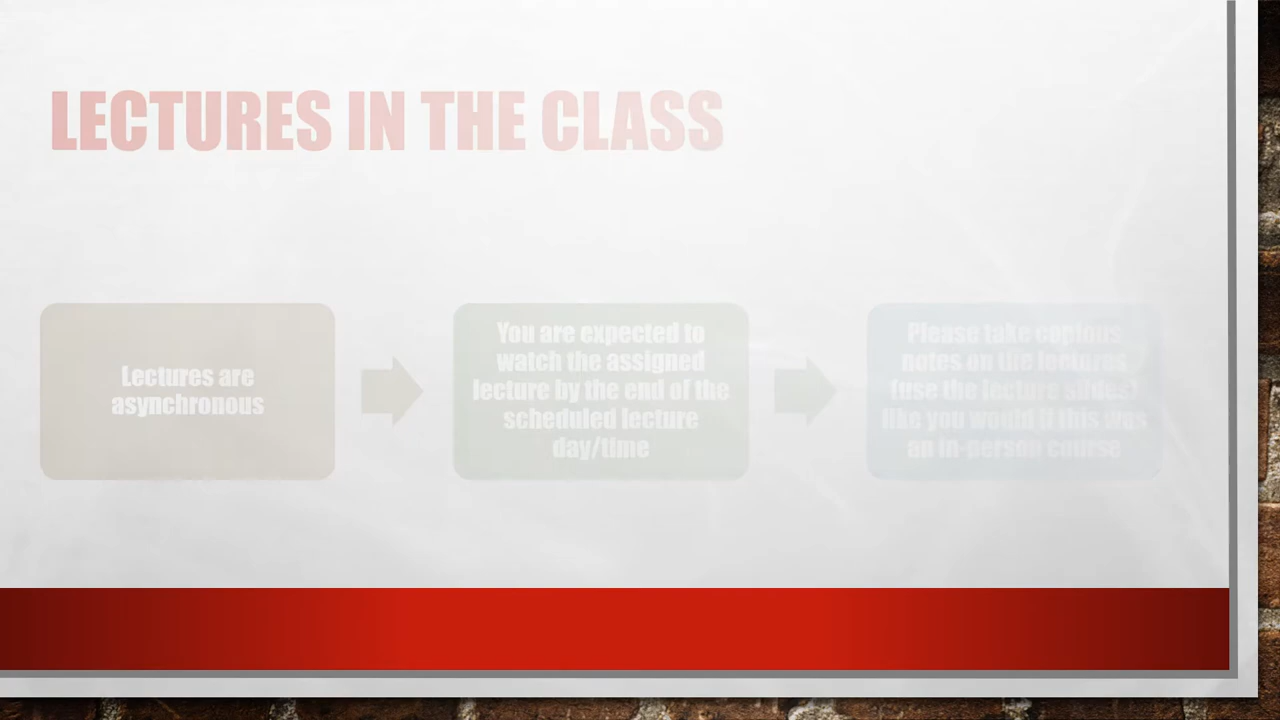 LECTURES IN THE CLASS
Lectures are
asynchronous
You are expected to
watch the assigned
lecture by the end of the
scheduled lecture
day/time
Please take copious
notes on the lectures
(use the lecture slides)
like you would if this was
an in-person course